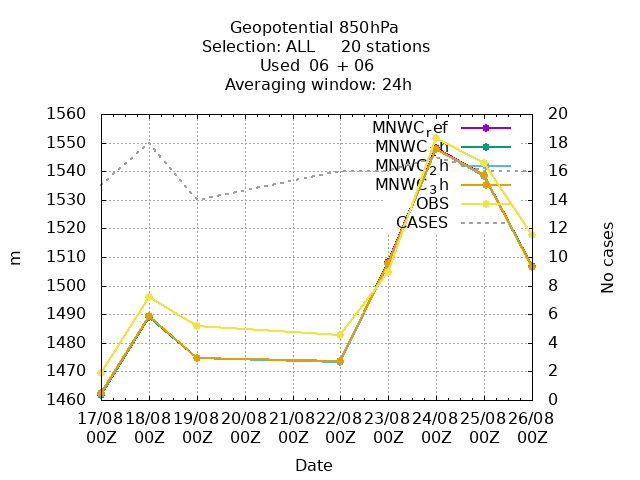 Geopotential 850hPa
Selection: ALL 20 stations
Used 06 + 06
Averaging window: 24h
1560
1550
1540
1530
1520
1510
1500
1490
1480
1470
1460
20
18
16
14
12
10
8
6
4
2
0
m
No cases
MNWC_ref
MNWC_1h
MNWC_2h
MNWC_3h
OBS
CASES
17/08 18/08 19/08 20/08 21/08 22/08 23/08 24/08 25/08 26/08
00Z 00Z 00Z 00Z 00Z 00Z 00Z 00Z 00Z 00Z
Date